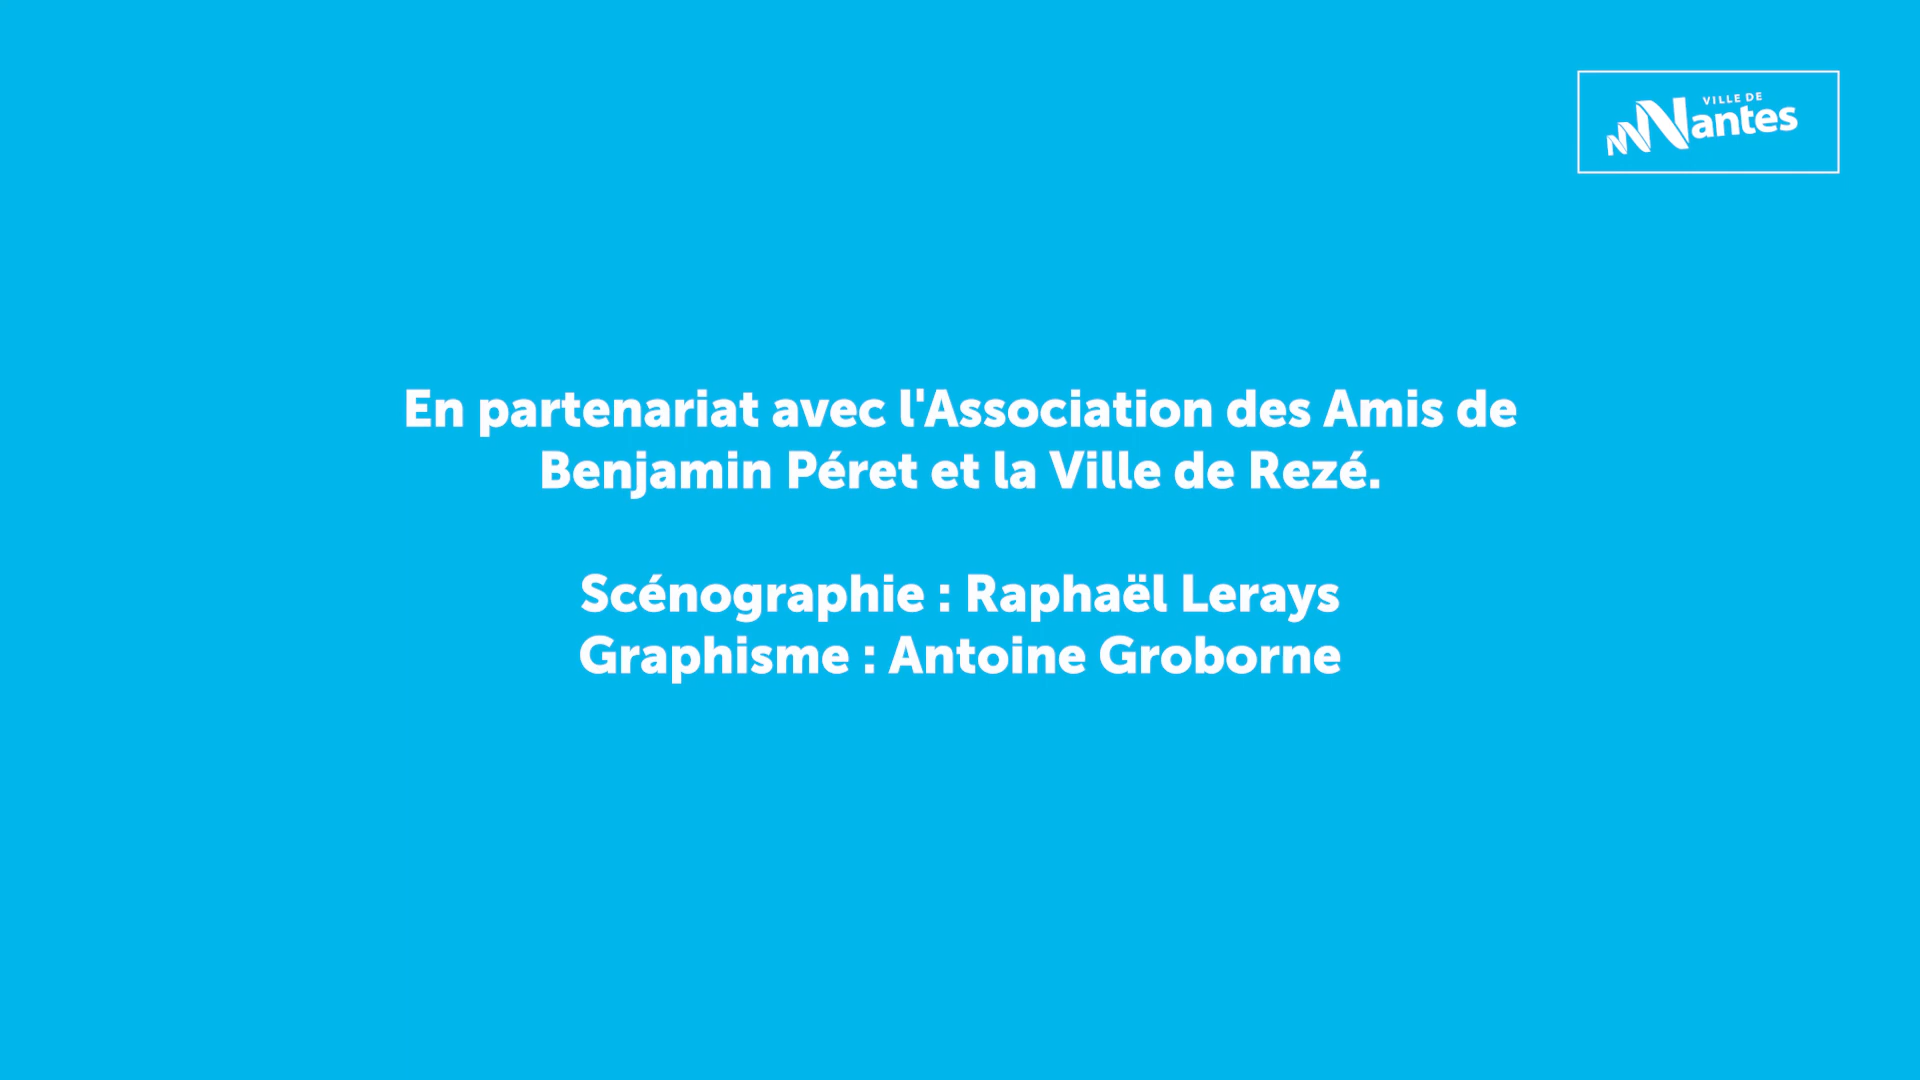 VILLE DE
Nantes
En partenariat avec l'Association des Amis de
Benjamin Péret et la Ville de Rezé.
Scénographie : Raphaël Lerays
Graphisme : Antoine Groborne